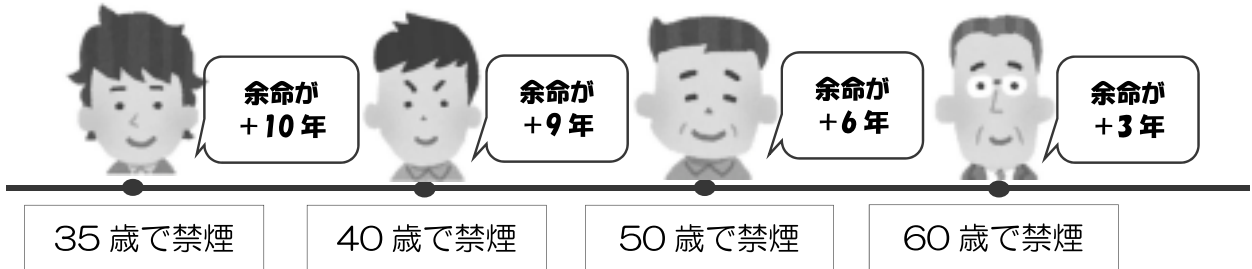 余命が
+10年
余命が
+9年
余命が
+6年
余命が
+3年
35歳で禁煙
40歳で禁煙
50歳で禁煙
60歳で禁煙